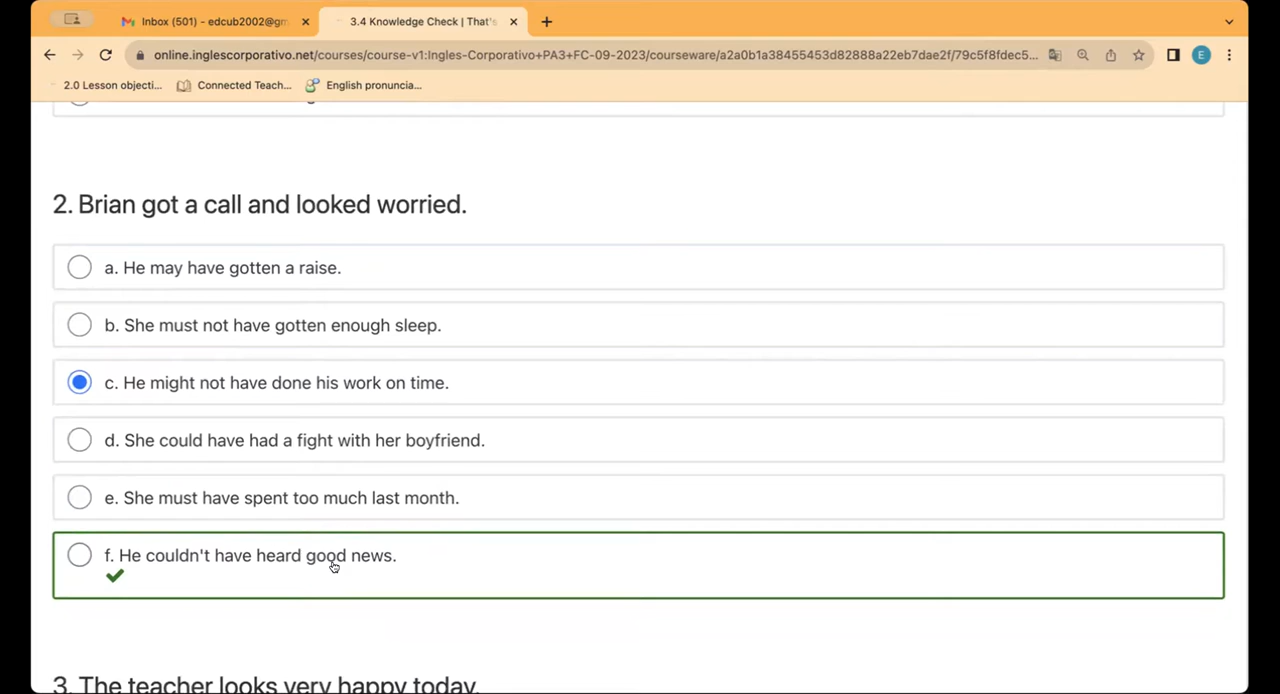 Inbox (501) - edcub2002@gm
3.4 Knowledge Check | That's
online.inglescorporativo.net/courses/course-v1:Ingles-Corporativo+PA3+FC-09-2023/courseware/a2a0b1a38455453d82888a22eb7dae2f/79c5f8fdec5...
E
2.0 Lesson objecti...
Connected Teach...
English pronuncia...
2. Brian got a call and looked worried.
a. He may have gotten a raise.
b. She must not have gotten enough sleep.
c. He might not have done his work on time.
d. She could have had a fight with her boyfriend.
e. She must have spent too much last month.
f. He couldn't have heard good news.
3. The teacher looks very happy today.